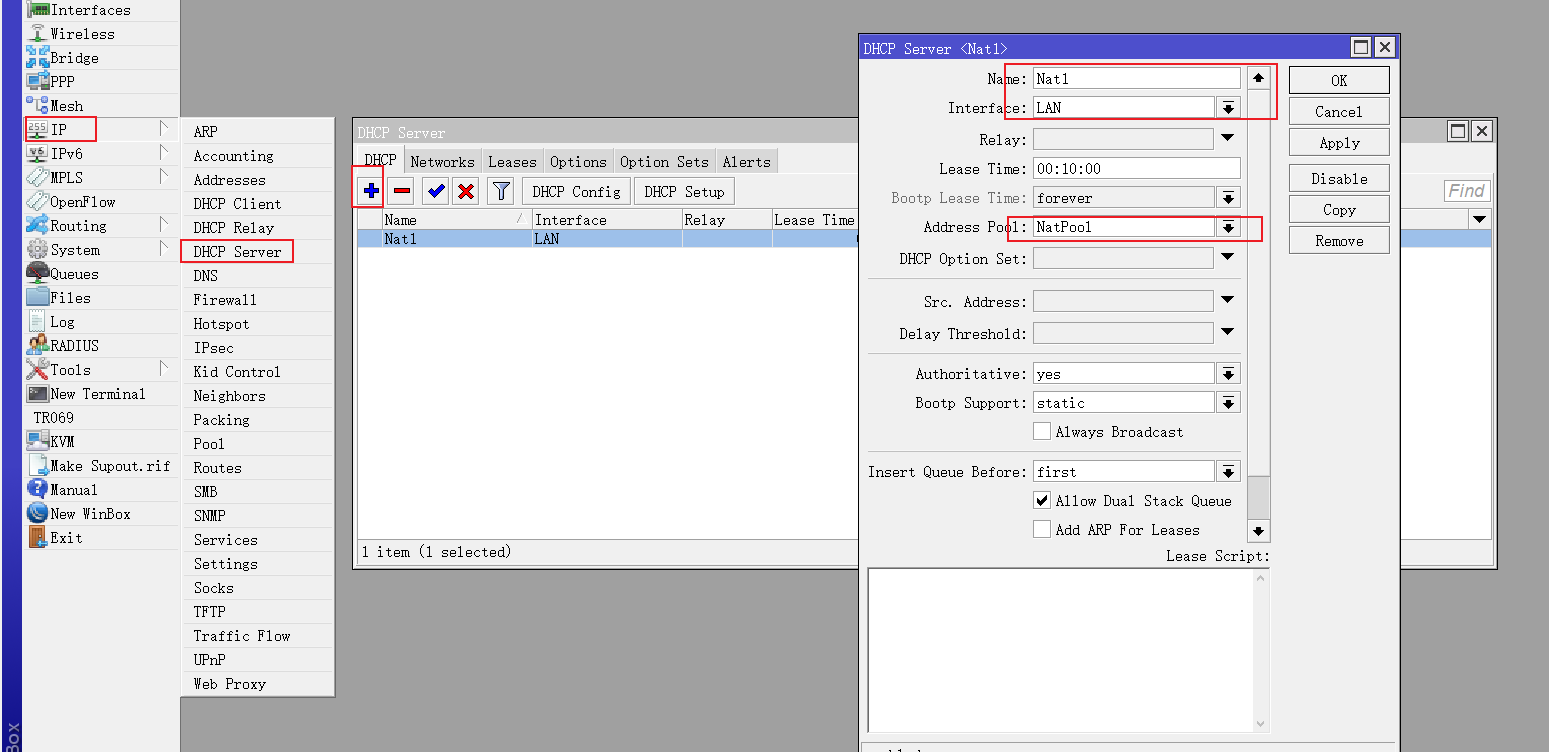 Interfaces
Wireless
Bridge
PPP
Mesh
255
IP
V6
IPv6
MPLS
OpenFlow
Routing
System
Queues
Files
Log
RADIUS
Tools
New Terminal
TR069
KVM
Make Supout.rif
Manual
New WinBox
Exit
Box
ARP
Accounting
Addresses
DHCP Client
DHCP Relay
DHCP Server
DNS
Firewall
Hotspot
IPsec
Kid Control
Neighbors
Packing
Pool
Routes
SMB
SNMP
Services
Settings
Socks
TFTP
Traffic Flow
UPnP
Web Proxy
DHCP Server
DHCP Networks Leases Options Option Sets Alerts
DHCP Config DHCP Setup
Find
Name Interface Relay Lease Time
Nat1 LAN
1 item (1 selected)
DHCP Server <Nat1>
Name: Nat1
Interface: LAN
Relay:
Lease Time: 00:10:00
Bootp Lease Time: forever
Address Pool: NatPool
DHCP Option Set:
Src. Address:
Delay Threshold:
Authoritative: yes
Bootp Support: static
Always Broadcast
Insert Queue Before: first
Allow Dual Stack Queue
Add ARP For Leases
Lease Script:
OK
Cancel
Apply
Disable
Copy
Remove